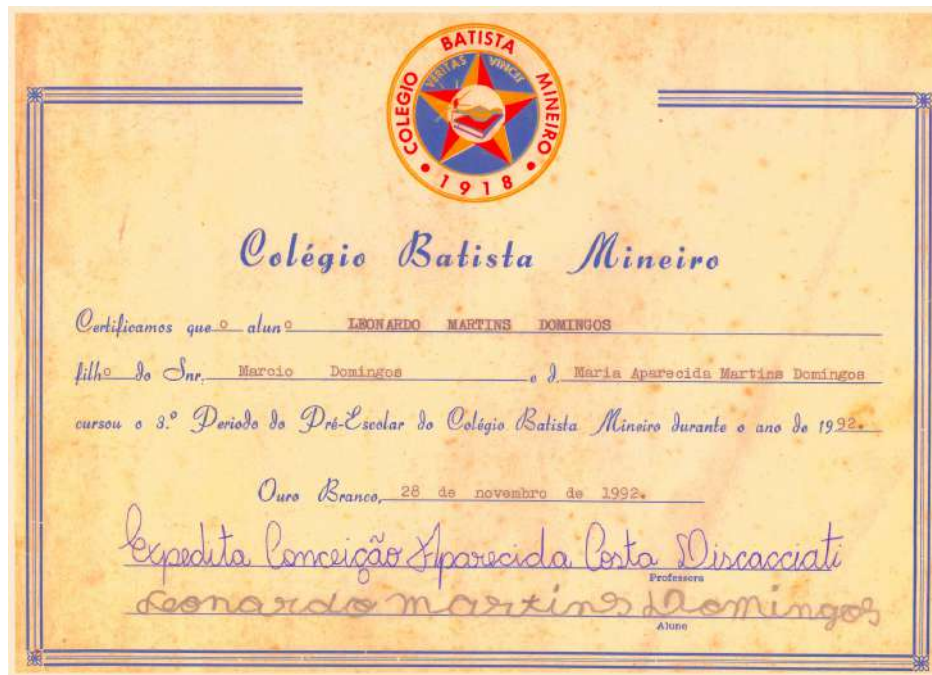 COLEGIO BATISTA MINEIRO
VERITAS VINCIT
• 1918 •
Colégio Batista Mineiro
Certificamos que o aluno LEONARDO MARTINS DOMINGOS
filho do Snr. Marcio Domingos e d. Maria Aparecida Martins Domingos
cursou o 3.º Periodo do Pré-Escolar do Colégio Batista Mineiro durante o ano de 1992.
Ouro Branco, 28 de novembro de 1992.
Expedita Conceição Aparecida Costa Discacciati
Professora
Leonardo martins Domingos
Aluno